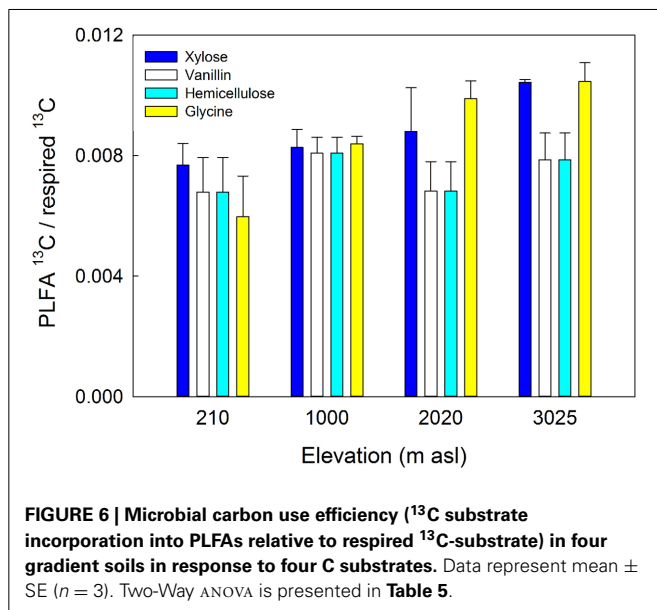 0.012
Xylose
Vanillin
Hemicellulose
Glycine
0.008
0.004
0.000
PLFA ¹³C / respired ¹³C
210 1000 2020 3025
Elevation (m asl)
FIGURE 6 | Microbial carbon use efficiency (¹³C substrate
incorporation into PLFAs relative to respired ¹³C-substrate) in four
gradient soils in response to four C substrates. Data represent mean ±
SE (n = 3). Two-Way ANOVA is presented in Table 5.